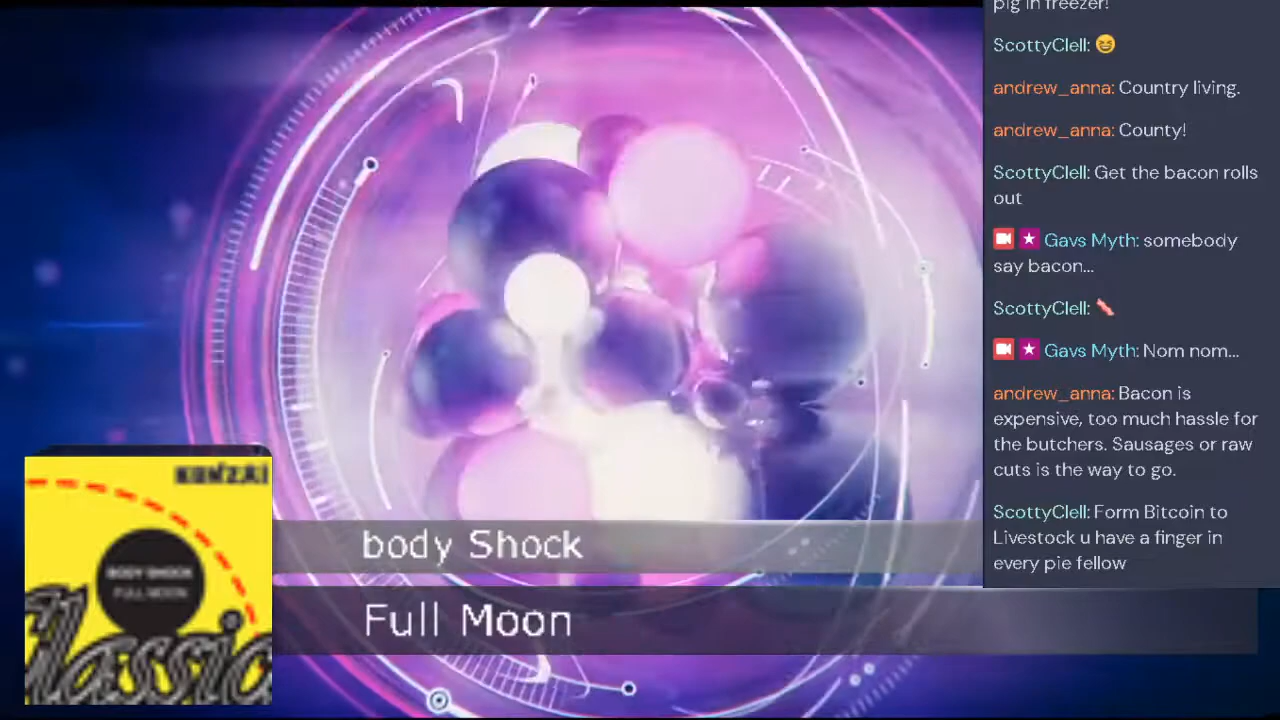 pig in freezer!
ScottyClell: 😆
andrew_anna: Country living.
andrew_anna: County!
ScottyClell: Get the bacon rolls
out
Gavs Myth: somebody
say bacon...
ScottyClell: 🥓
Gavs Myth: Nom nom...
andrew_anna: Bacon is
expensive, too much hassle for
the butchers. Sausages or raw
cuts is the way to go.
ScottyClell: Form Bitcoin to
Livestock u have a finger in
every pie fellow
KONZAI
BODY SHOCK
FULL MOON
Classic
body Shock
Full Moon